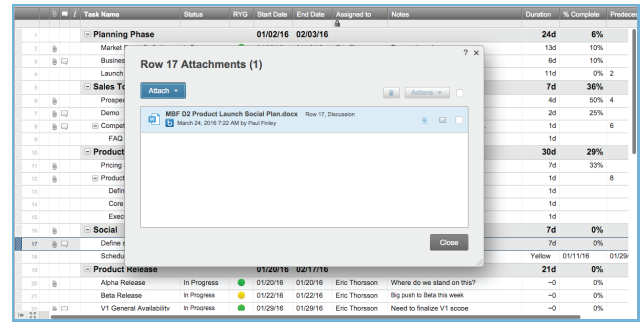 Task Name Status RYG Start Date End Date Assigned to Notes Duration % Complete Predeces
1 Planning Phase 01/02/16 02/03/16 24d 6%
2 Market 13d 10%
3 Busines 6d 10%
4 Launch 11d 0% 2
5 Sales To 7d 36%
6 Prospec 4d 50% 4
7 Demo 2d 25%
8 Compet 1d 6
9 FAQ 1d
10 Product 30d 29%
11 Pricing 7d 33%
12 Product 1d 8
13 Defin 1d
14 Core 1d
15 Exec 1d
16 Social 7d 0%
17 Define 7d 0%
18 Schedu Yellow 01/11/16 01/29/
19 Product Release 01/20/16 02/17/16 21d 0%
20 Alpha Release In Progress 01/20/16 01/20/16 Eric Thorsson Where do we stand on this? ~0 0%
21 Beta Release In Progress 01/22/16 01/22/16 Eric Thorsson Big push to Beta this week ~0 0%
22 V1 General Availability In Progress 01/29/16 01/29/16 Eric Thorsson Need to finalize V1 scope ~0 0%
? ×
Row 17 Attachments (1)
Attach Actions
MBF D2 Product Launch Social Plan.docx Row 17, Discussion
March 24, 2016 7:22 AM by Paul Finley
Close